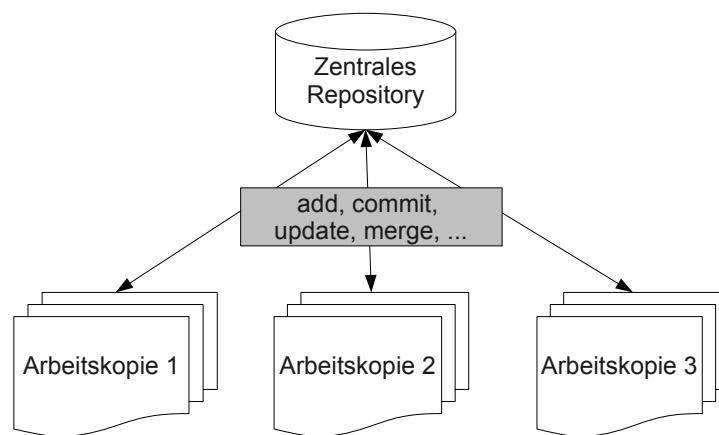 Zentrales
Repository
add, commit,
update, merge, ...
Arbeitskopie 1
Arbeitskopie 2
Arbeitskopie 3